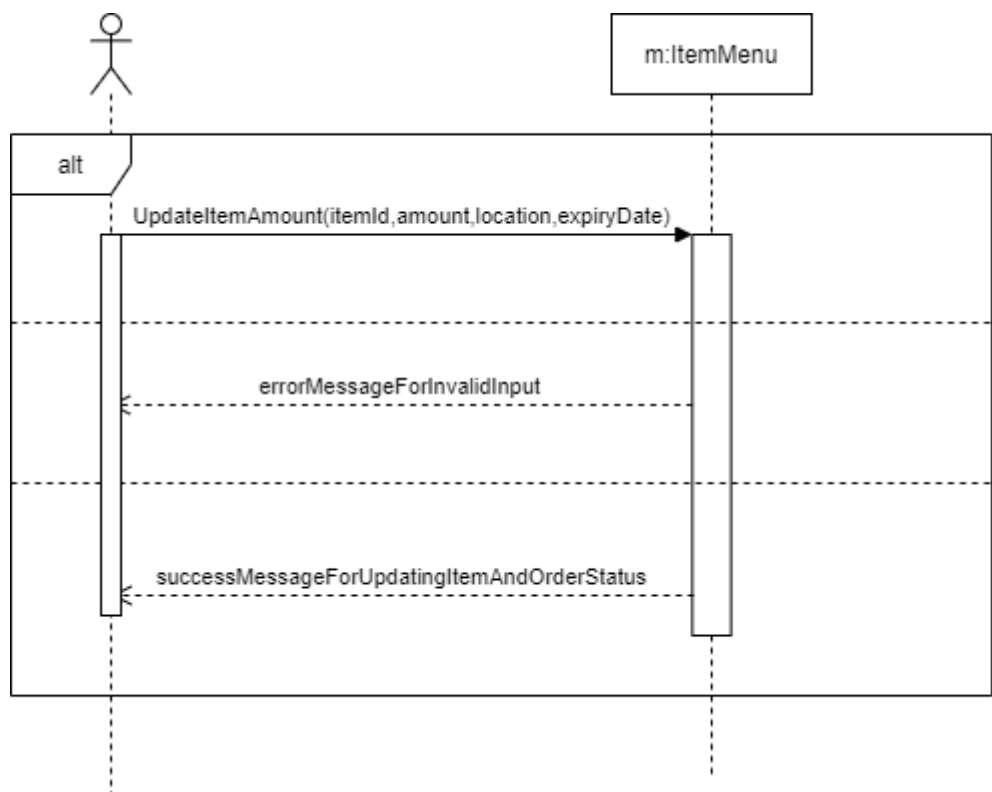 m:ItemMenu
alt
UpdateItemAmount(itemId,amount,location,expiryDate)
errorMessageForInvalidInput
successMessageForUpdatingItemAndOrderStatus